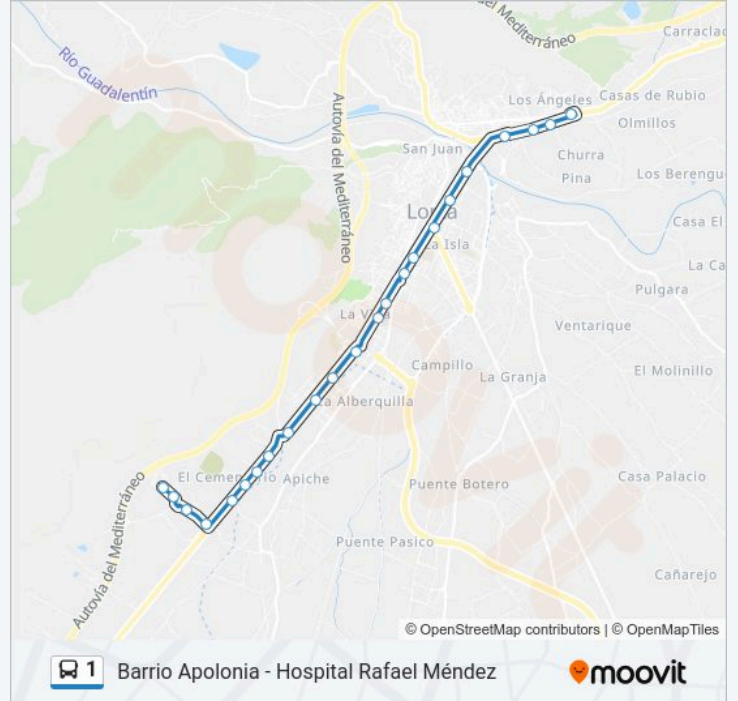 del Mediterráneo
Carraclac
Río Guadalentín
Los Ángeles
Casas de Rubio
Olmillos
Autovía del Mediterráneo
San Juan
Churra
Pina
Los Berengu
Lorca
Casa El
La Isla
La Ca
Pulgara
La V
Ventarique
Campillo
La Granja
El Molinillo
La Alberquilla
El Cementerio
Apiche
Casa Palacio
Puente Botero
Autovía del Mediterráneo
Puente Pasico
Cañarejo
© OpenStreetMap contributors | © OpenMapTiles
1 Barrio Apolonia - Hospital Rafael Méndez
moovit